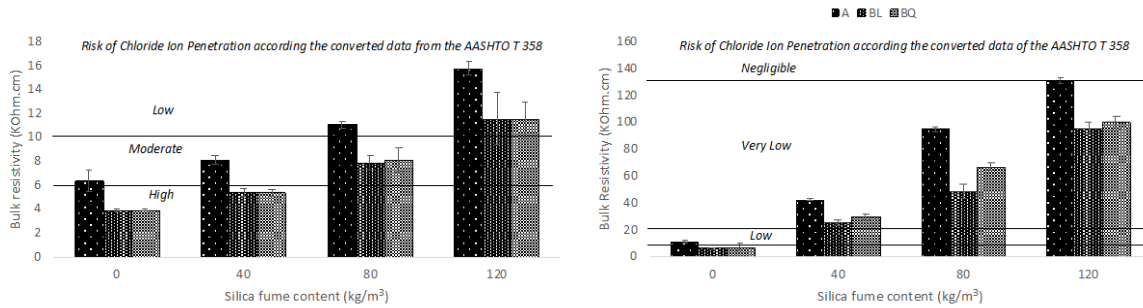 Risk of Chloride Ion Penetration according the converted data from the AASHTO T 358
Bulk resistivity (KOhm.cm)
18
16
14
12
10
8
6
4
2
0
Low
Moderate
High
0 40 80 120
Silica fume content (kg/m³)
A BL BQ
Risk of Chloride Ion Penetration according the converted data of the AASHTO T 358
Bulk Resistivity (KOhm.cm)
160
140
120
100
80
60
40
20
0
Negligible
Very Low
Low
0 40 80 120
Silica fume content (kg/m³)